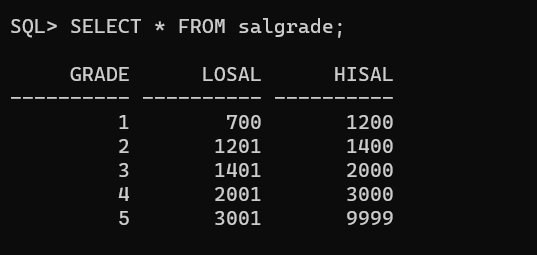 SQL> SELECT * FROM salgrade;
     GRADE      LOSAL      HISAL
---------- ---------- ----------
         1        700       1200
         2       1201       1400
         3       1401       2000
         4       2001       3000
         5       3001       9999